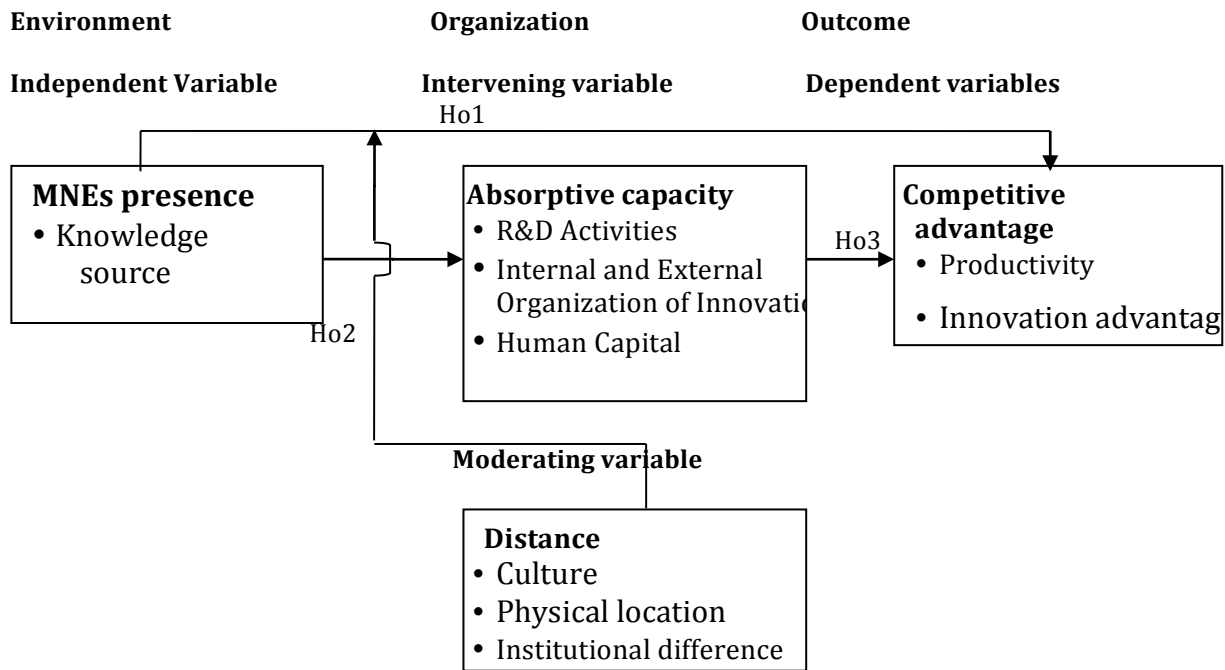 Environment Organization Outcome
Independent Variable Intervening variable Dependent variables
Ho1
MNEs presence
• Knowledge
source
Ho2
Absorptive capacity
• R&D Activities
• Internal and External
Organization of Innovatio
• Human Capital
Ho3
Competitive
advantage
• Productivity
• Innovation advantag
Moderating variable
Distance
• Culture
• Physical location
• Institutional difference